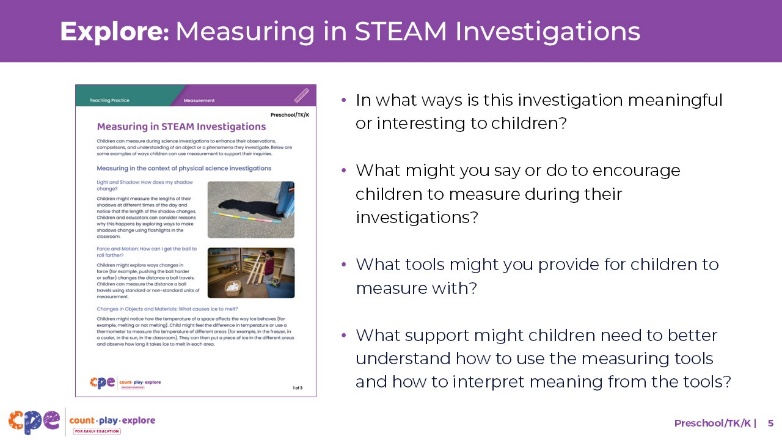 Explore: Measuring in STEAM Investigations
Teaching Practice
Measurement
Preschool/TK/K
Measuring in STEAM Investigations
Children can measure during science investigations to enhance their observations,
comparisons, and understanding of an object or a phenomena they investigate. Below are
some examples of ways children can use measurement to support their inquiries.
Measuring in the context of physical science investigations
Light and Shadow: How does my shadow
change?
Children might measure the lengths of their
shadows at different times of the day and
notice that the length of the shadow changes.
Children and educators can consider reasons
why this happens by exploring ways to make
shadows change using flashlights in the
classroom.
Force and Motion: How can I get the ball to
roll farther?
Children might explore ways changes in
force (for example, pushing the ball harder
or softer) changes the distance a ball travels.
Children can measure the distance a ball
travels using standard or non-standard units of
measurement.
Changes in Objects and Materials: What causes ice to melt?
Children might notice how the temperature of a space affects the way ice behaves (for
example, melting or not melting). Child might feel the difference in temperature or use a
thermometer to measure the temperature of different areas (for example, in the freezer, in
a cooler, in the sun, in the classroom). They can then put a piece of ice in the different areas
and observe how long it takes ice to melt in each area.
cpe count·play·explore
1 of 3
• In what ways is this investigation meaningful
or interesting to children?
• What might you say or do to encourage
children to measure during their
investigations?
• What tools might you provide for children to
measure with?
• What support might children need to better
understand how to use the measuring tools
and how to interpret meaning from the tools?
cpe count·play·explore
FOR EARLY EDUCATION
Preschool/TK/K | 5